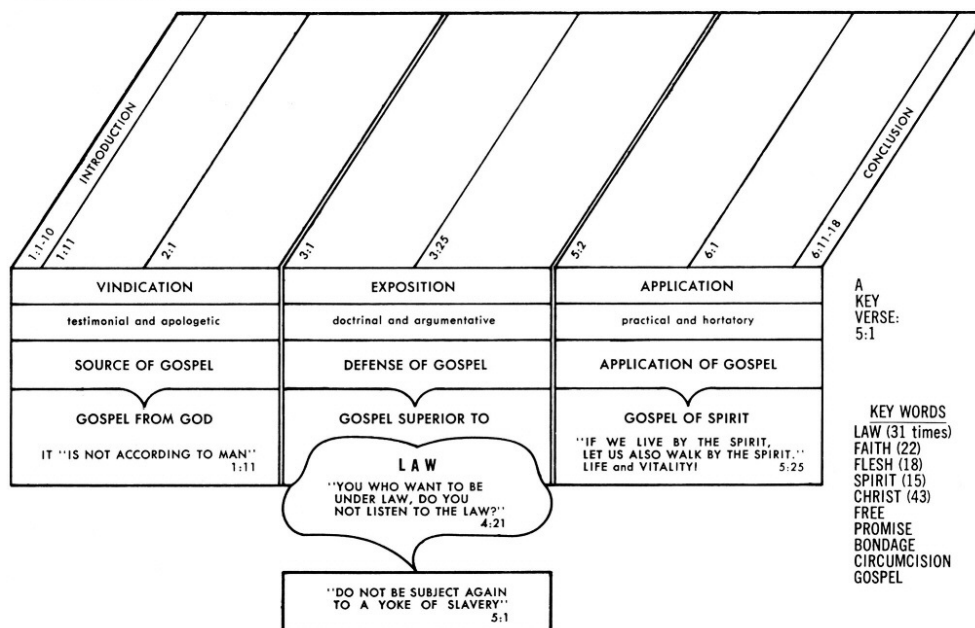 INTRODUCTION
CONCLUSION
1:1-10
1:11
2:1
3:1
3:25
5:2
6:1
6:11-18
VINDICATION
EXPOSITION
APPLICATION
testimonial and apologetic
doctrinal and argumentative
practical and hortatory
SOURCE OF GOSPEL
DEFENSE OF GOSPEL
APPLICATION OF GOSPEL
GOSPEL FROM GOD
IT "IS NOT ACCORDING TO MAN"
1:11
GOSPEL SUPERIOR TO
LAW
"YOU WHO WANT TO BE
UNDER LAW, DO YOU
NOT LISTEN TO THE LAW?"
4:21
"DO NOT BE SUBJECT AGAIN
TO A YOKE OF SLAVERY"
5:1
GOSPEL OF SPIRIT
"IF WE LIVE BY THE SPIRIT,
LET US ALSO WALK BY THE SPIRIT."
LIFE and VITALITY! 5:25
A
KEY
VERSE:
5:1
KEY WORDS
LAW (31 times)
FAITH (22)
FLESH (18)
SPIRIT (15)
CHRIST (43)
FREE
PROMISE
BONDAGE
CIRCUMCISION
GOSPEL